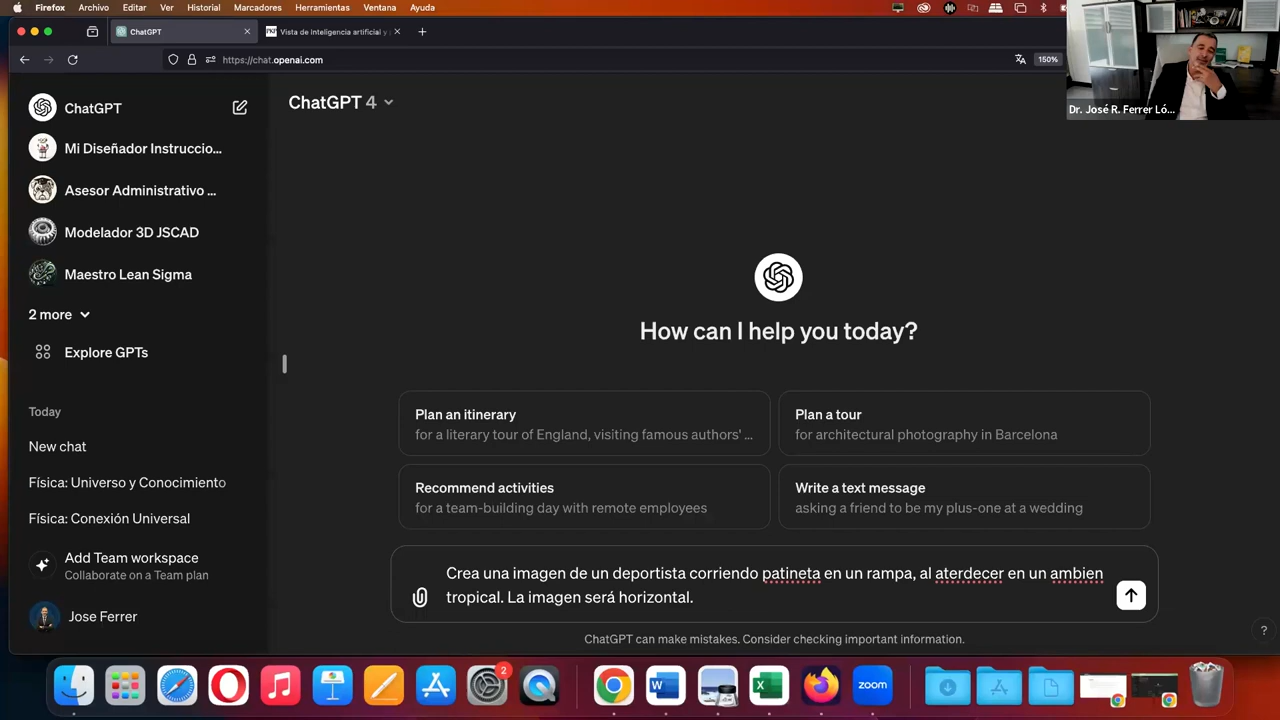 Firefox Archivo Editar Ver Historial Marcadores Herramientas Ventana Ayuda
ChatGPT
Vista de Inteligencia artificial y
https://chat.openai.com
150%
Dr. José R. Ferrer Ló...
ChatGPT
ChatGPT 4
Mi Diseñador Instruccio...
Asesor Administrativo ...
Modelador 3D JSCAD
Maestro Lean Sigma
2 more
Explore GPTs
Today
New chat
Física: Universo y Conocimiento
Física: Conexión Universal
Add Team workspace
Collaborate on a Team plan
Jose Ferrer
How can I help you today?
Plan an itinerary
for a literary tour of England, visiting famous authors' ...
Plan a tour
for architectural photography in Barcelona
Recommend activities
for a team-building day with remote employees
Write a text message
asking a friend to be my plus-one at a wedding
Crea una imagen de un deportista corriendo patineta en un rampa, al aterdecer en un ambien
tropical. La imagen será horizontal.
ChatGPT can make mistakes. Consider checking important information.
?
2
zoom